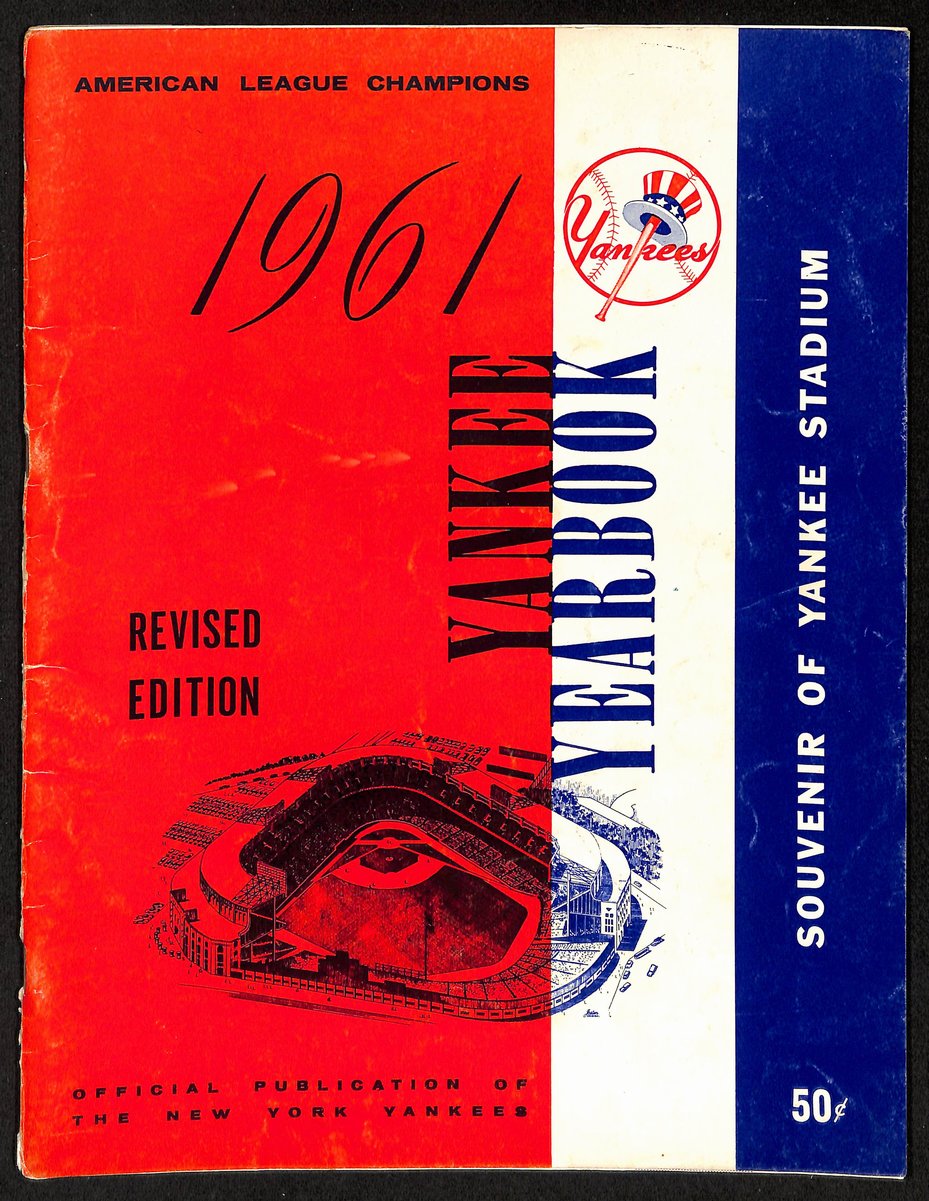 AMERICAN LEAGUE CHAMPIONS
1961
Yankees
YANKEE
YEARBOOK
SOUVENIR OF YANKEE STADIUM
REVISED
EDITION
OFFICIAL PUBLICATION OF
THE NEW YORK YANKEES
50¢